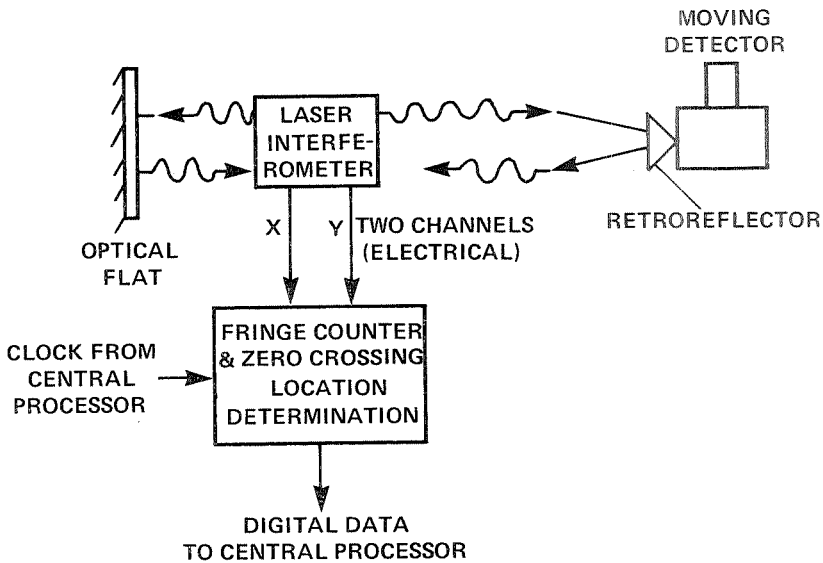 MOVING
DETECTOR
LASER
INTERFE-
ROMETER
RETROREFLECTOR
X
Y
TWO CHANNELS
(ELECTRICAL)
OPTICAL
FLAT
FRINGE COUNTER
& ZERO CROSSING
LOCATION
DETERMINATION
CLOCK FROM
CENTRAL
PROCESSOR
DIGITAL DATA
TO CENTRAL PROCESSOR